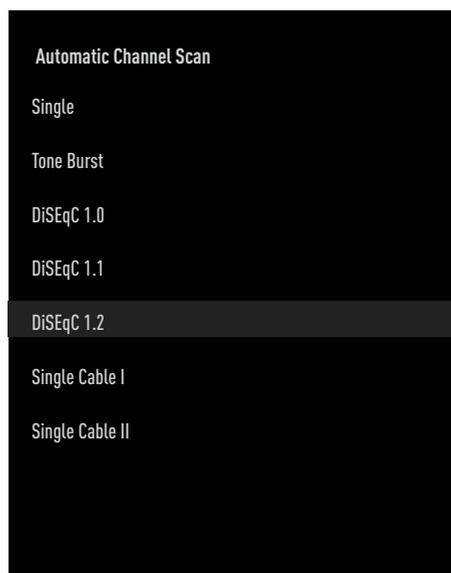 Automatic Channel Scan
Single
Tone Burst
DiSEqC 1.0
DiSEqC 1.1
DiSEqC 1.2
Single Cable I
Single Cable II